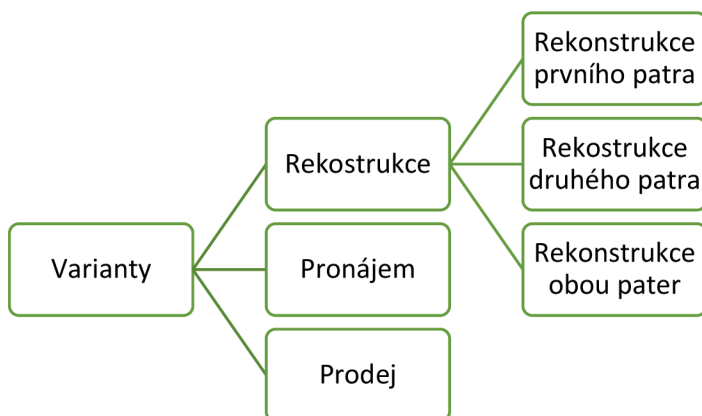 Varianty
Rekostrukce
Pronájem
Prodej
Rekonstrukce
prvního patra
Rekostrukce
druhého patra
Rekonstrukce
obou pater